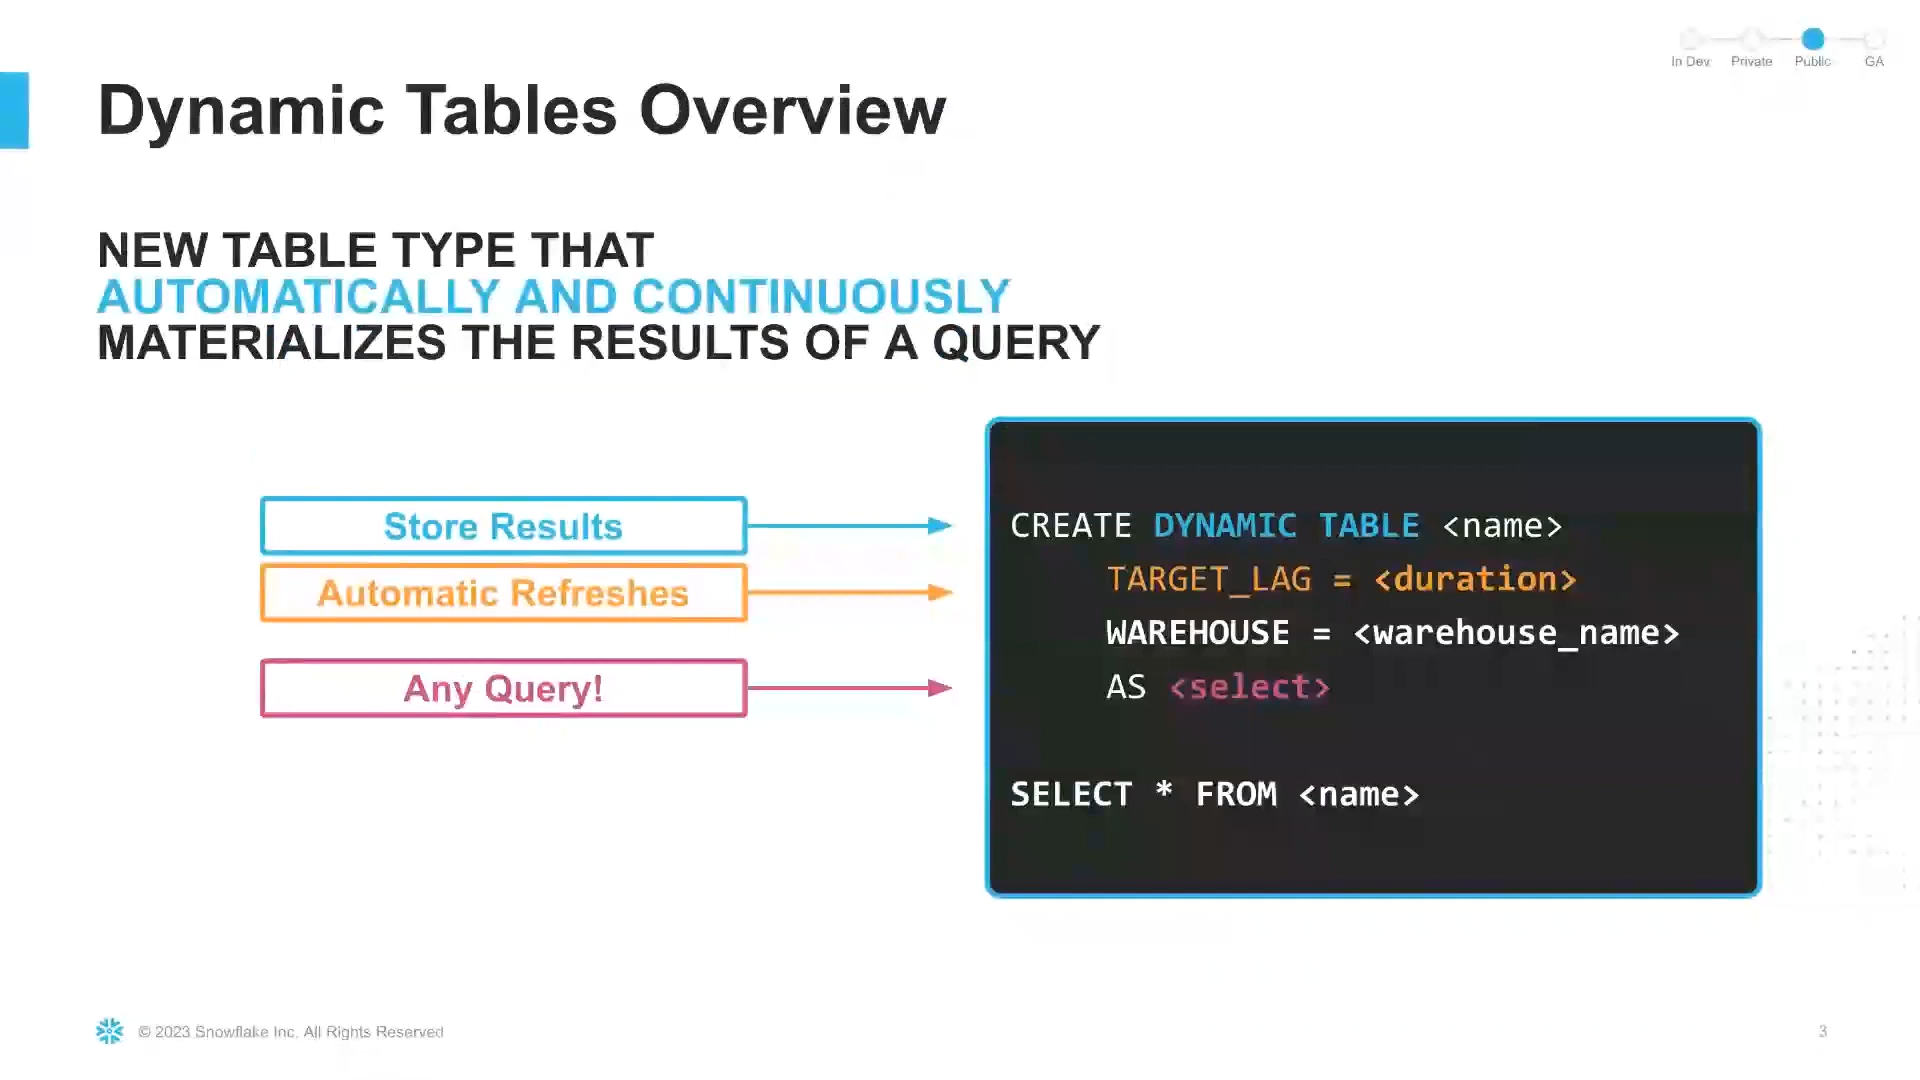 In Dev Private Public GA
Dynamic Tables Overview
NEW TABLE TYPE THAT
AUTOMATICALLY AND CONTINUOUSLY
MATERIALIZES THE RESULTS OF A QUERY
Store Results
Automatic Refreshes
Any Query!
CREATE DYNAMIC TABLE <name>
TARGET_LAG = <duration>
WAREHOUSE = <warehouse_name>
AS <select>
SELECT * FROM <name>
© 2023 Snowflake Inc. All Rights Reserved
3